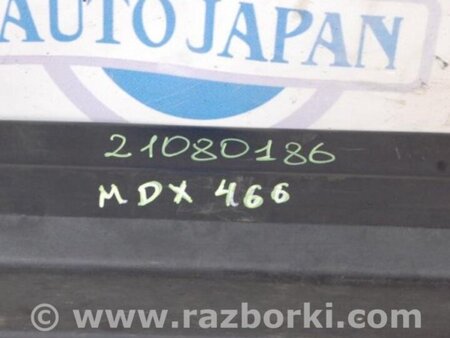 AUTO JAPAN
21080186
MDX 466
© www.razborki.com